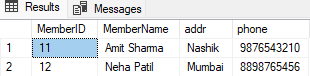 Results Messages
MemberID MemberName addr phone
1 11 Amit Sharma Nashik 9876543210
2 12 Neha Patil Mumbai 8898765456